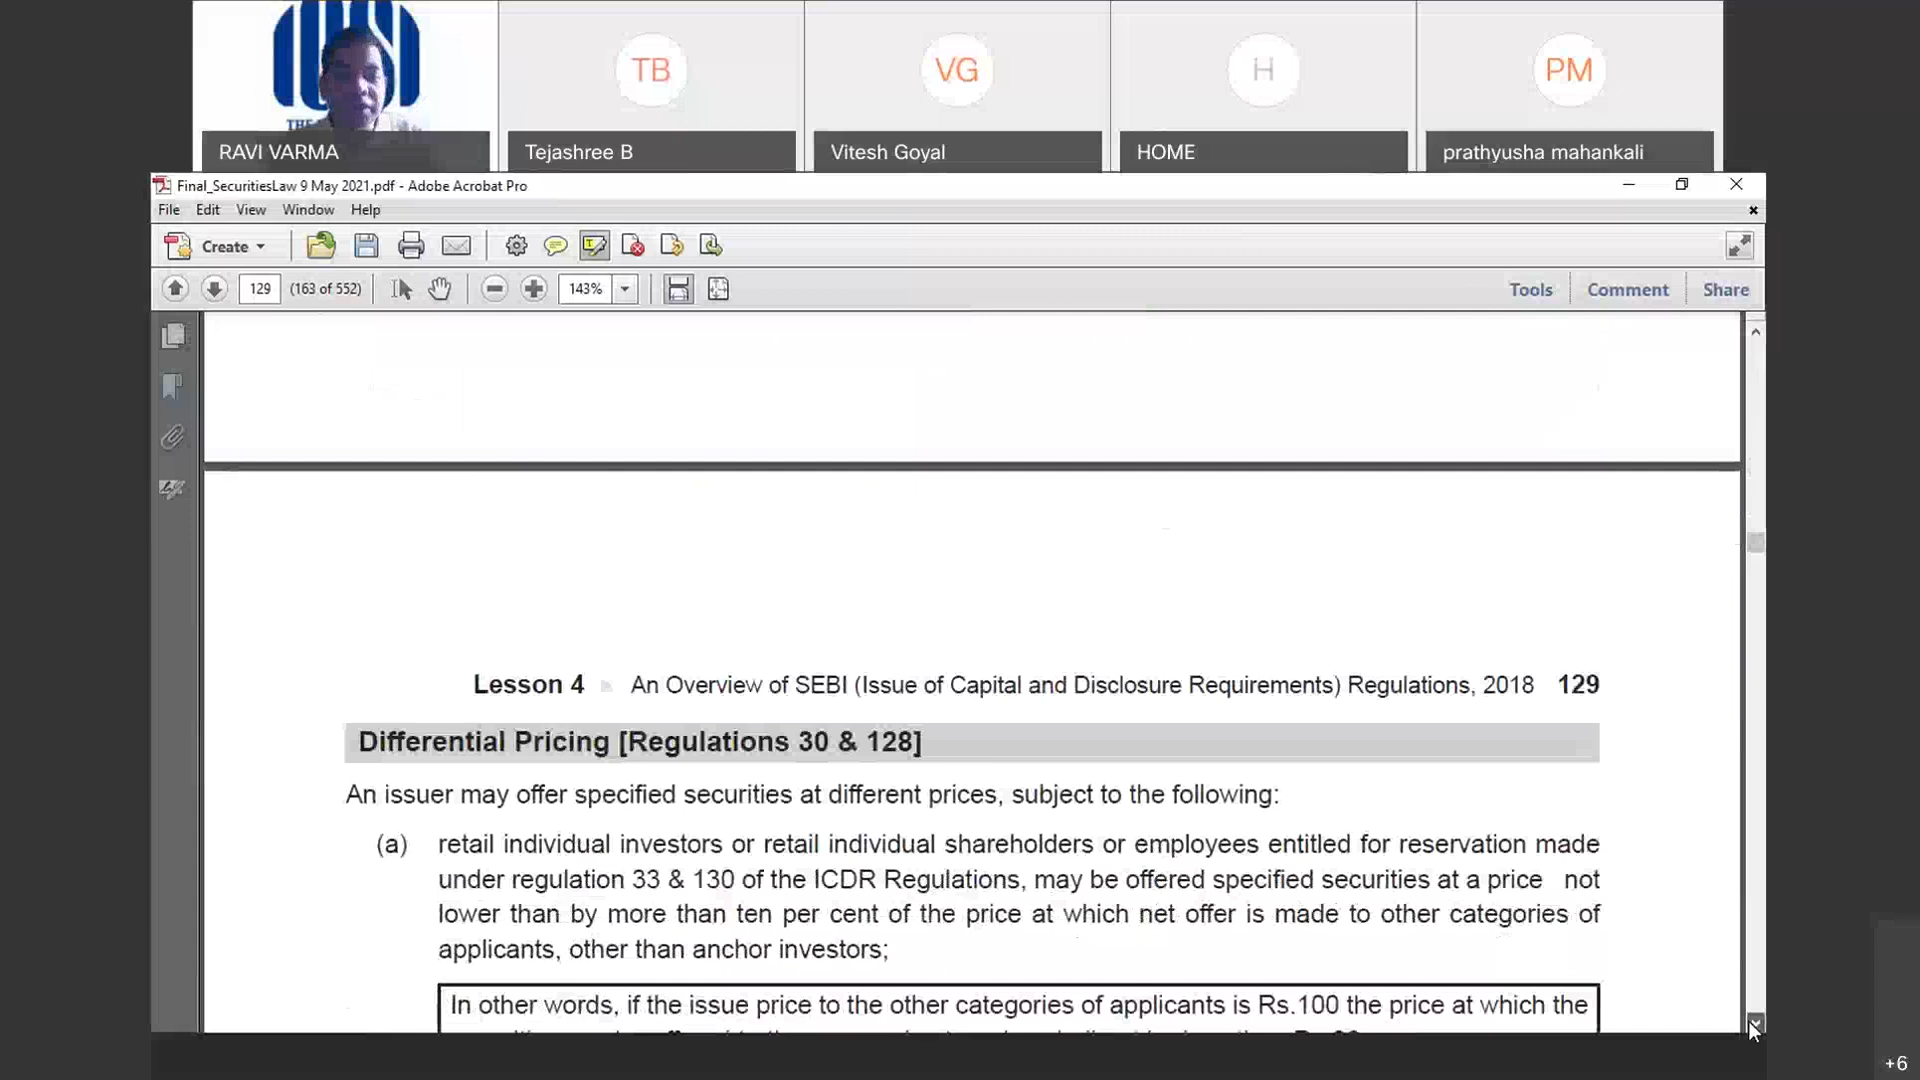 TB
VG
H
PM
THE
RAVI VARMA
Tejashree B
Vitesh Goyal
HOME
prathyusha mahankali
Final_SecuritiesLaw 9 May 2021.pdf - Adobe Acrobat Pro
File Edit View Window Help
Create
129 (163 of 552) 143% Tools Comment Share
Lesson 4 An Overview of SEBI (Issue of Capital and Disclosure Requirements) Regulations, 2018 129
Differential Pricing [Regulations 30 & 128]
An issuer may offer specified securities at different prices, subject to the following:
(a) retail individual investors or retail individual shareholders or employees entitled for reservation made
under regulation 33 & 130 of the ICDR Regulations, may be offered specified securities at a price not
lower than by more than ten per cent of the price at which net offer is made to other categories of
applicants, other than anchor investors;
In other words, if the issue price to the other categories of applicants is Rs.100 the price at which the
+6